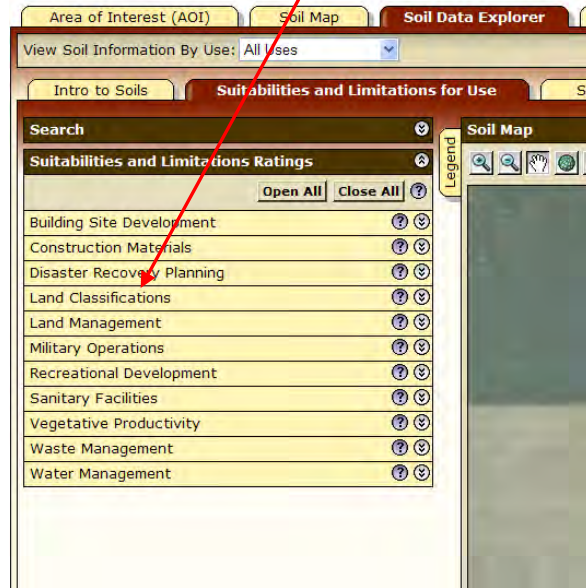 Area of Interest (AOI) Soil Map Soil Data Explorer
View Soil Information By Use: All Uses
Intro to Soils Suitabilities and Limitations for Use S
Search Soil Map
Legend
Suitabilities and Limitations Ratings
Open All Close All ?
Building Site Development ?
Construction Materials ?
Disaster Recovery Planning ?
Land Classifications ?
Land Management ?
Military Operations ?
Recreational Development ?
Sanitary Facilities ?
Vegetative Productivity ?
Waste Management ?
Water Management ?